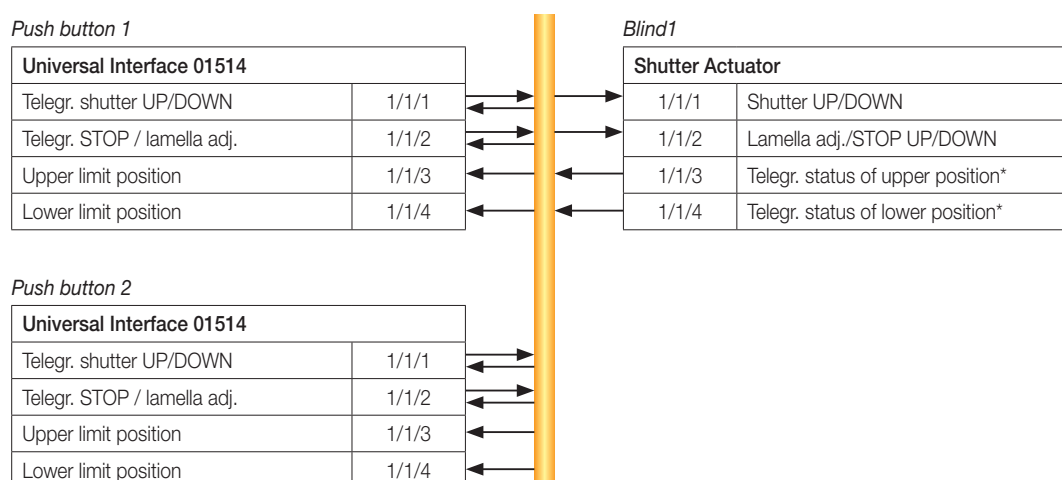 Push button 1
Universal Interface 01514
Telegr. shutter UP/DOWN 1/1/1
Telegr. STOP / lamella adj. 1/1/2
Upper limit position 1/1/3
Lower limit position 1/1/4
Blind1
Shutter Actuator
1/1/1 Shutter UP/DOWN
1/1/2 Lamella adj./STOP UP/DOWN
1/1/3 Telegr. status of upper position*
1/1/4 Telegr. status of lower position*
Push button 2
Universal Interface 01514
Telegr. shutter UP/DOWN 1/1/1
Telegr. STOP / lamella adj. 1/1/2
Upper limit position 1/1/3
Lower limit position 1/1/4